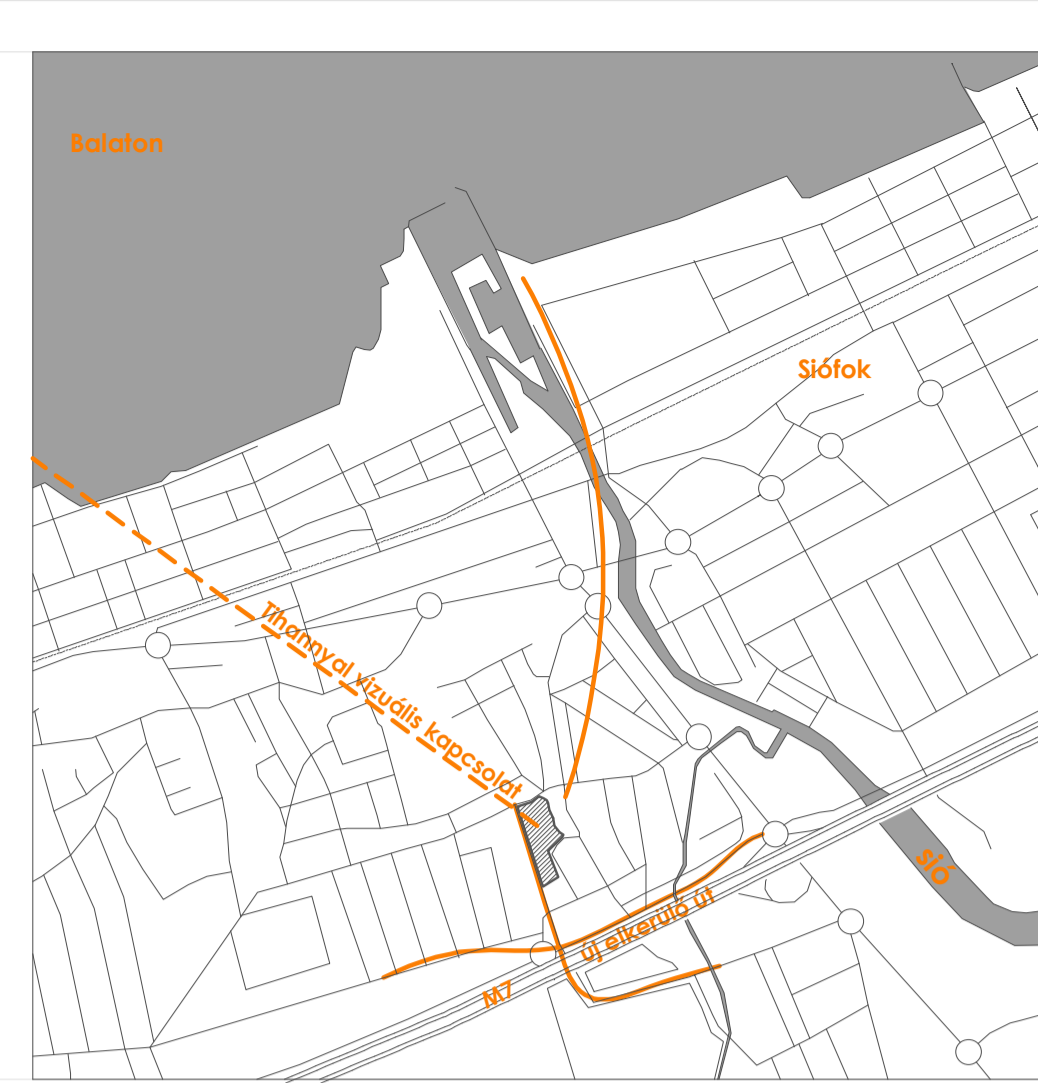 Balaton
Siófok
Tihannyal vizuális kapcsolat
sió
új elkerülő út
M7